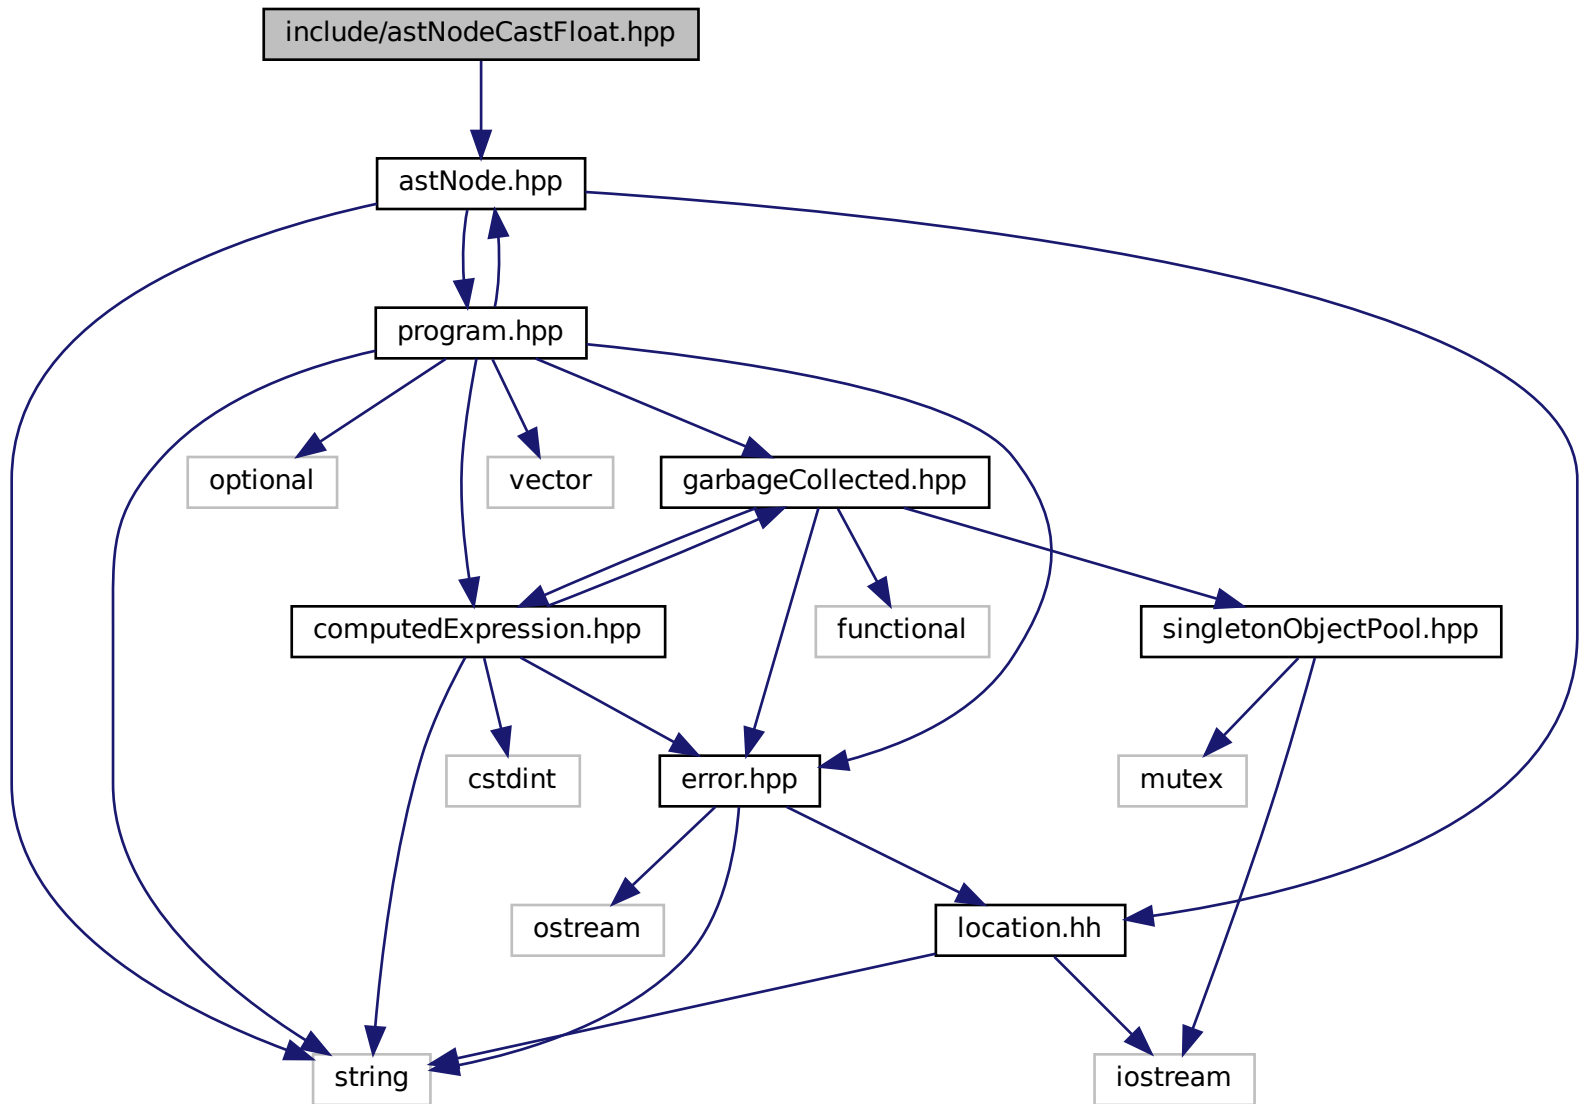 include/astNodeCastFloat.hpp
astNode.hpp
program.hpp
optional
vector
garbageCollected.hpp
computedExpression.hpp
functional
singletonObjectPool.hpp
cstdint
error.hpp
mutex
ostream
location.hh
string
iostream